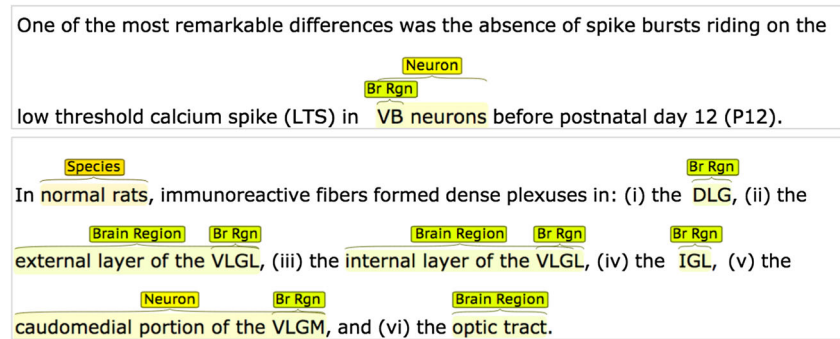 One of the most remarkable differences was the absence of spike bursts riding on the
Neuron
Br Rgn
low threshold calcium spike (LTS) in VB neurons before postnatal day 12 (P12).
Species Br Rgn
In normal rats, immunoreactive fibers formed dense plexuses in: (i) the DLG, (ii) the
Brain Region Br Rgn Brain Region Br Rgn Br Rgn
external layer of the VLGL, (iii) the internal layer of the VLGL, (iv) the IGL, (v) the
Neuron Br Rgn Brain Region
caudomedial portion of the VLGM, and (vi) the optic tract.